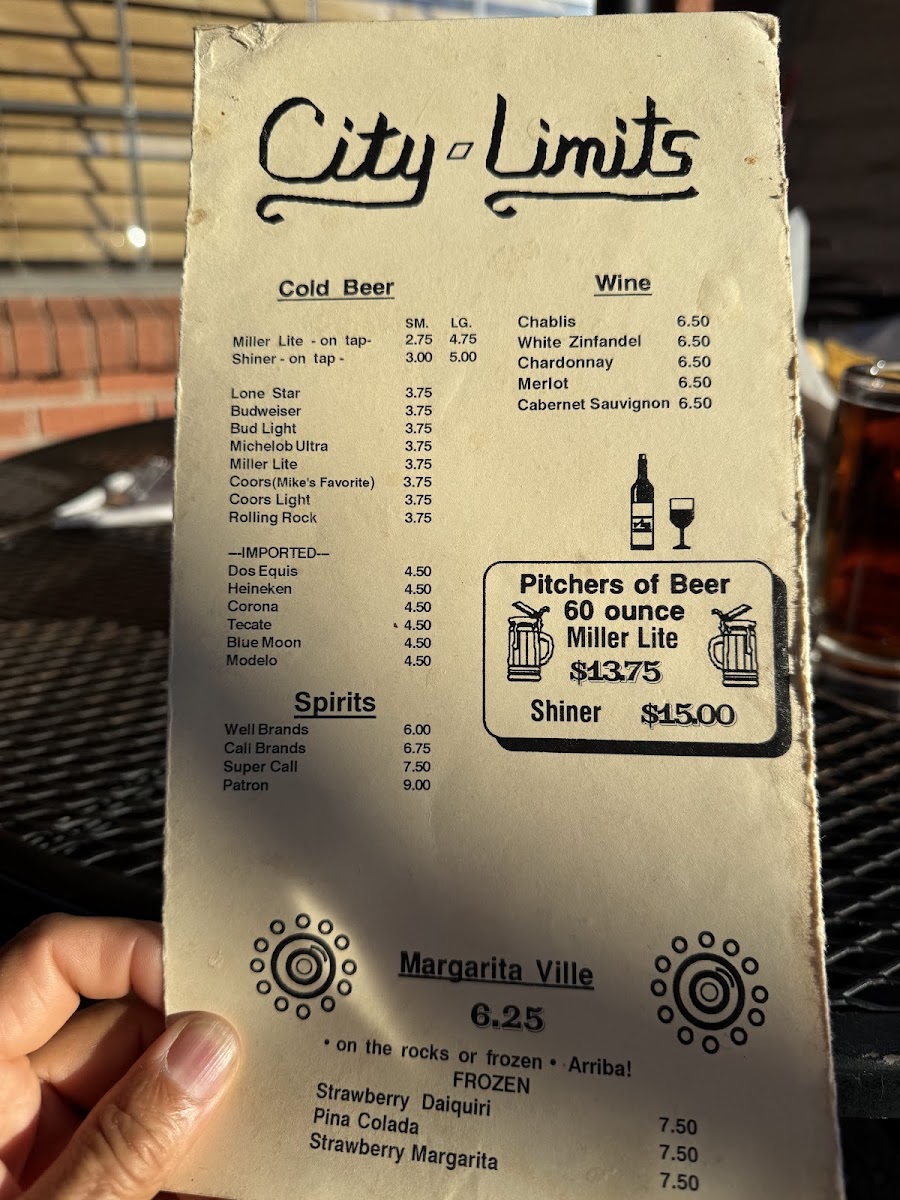 City - Limits
Cold Beer
SM. LG.
Miller Lite - on tap- 2.75 4.75
Shiner - on tap - 3.00 5.00
Lone Star 3.75
Budweiser 3.75
Bud Light 3.75
Michelob Ultra 3.75
Miller Lite 3.75
Coors(Mike's Favorite) 3.75
Coors Light 3.75
Rolling Rock 3.75
---IMPORTED---
Dos Equis 4.50
Heineken 4.50
Corona 4.50
Tecate 4.50
Blue Moon 4.50
Modelo 4.50
Spirits
Well Brands 6.00
Call Brands 6.75
Super Call 7.50
Patron 9.00
Wine
Chablis 6.50
White Zinfandel 6.50
Chardonnay 6.50
Merlot 6.50
Cabernet Sauvignon 6.50
Pitchers of Beer
60 ounce
Miller Lite
$13.75
Shiner $15.00
Margarita Ville
6.25
• on the rocks or frozen • Arriba!
FROZEN
Strawberry Daiquiri 7.50
Pina Colada 7.50
Strawberry Margarita 7.50